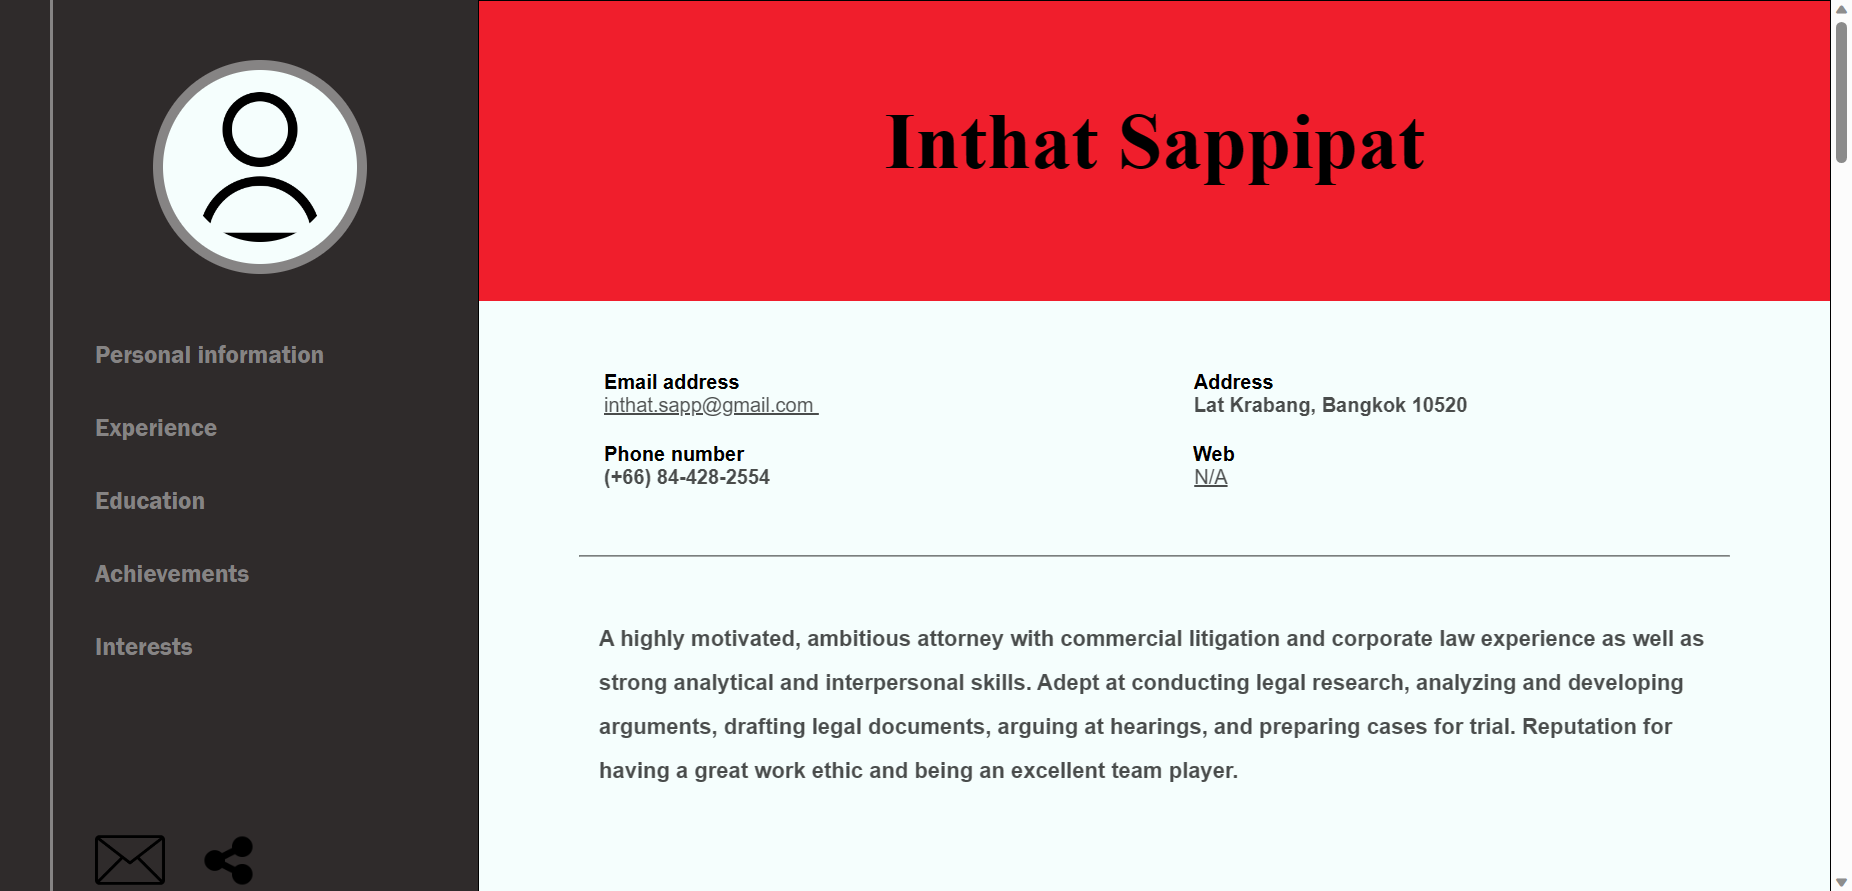 Inthat Sappipat
Personal information
Experience
Education
Achievements
Interests
Email address
inthat.sapp@gmail.com
Address
Lat Krabang, Bangkok 10520
Phone number
(+66) 84-428-2554
Web
N/A
A highly motivated, ambitious attorney with commercial litigation and corporate law experience as well as
strong analytical and interpersonal skills. Adept at conducting legal research, analyzing and developing
arguments, drafting legal documents, arguing at hearings, and preparing cases for trial. Reputation for
having a great work ethic and being an excellent team player.